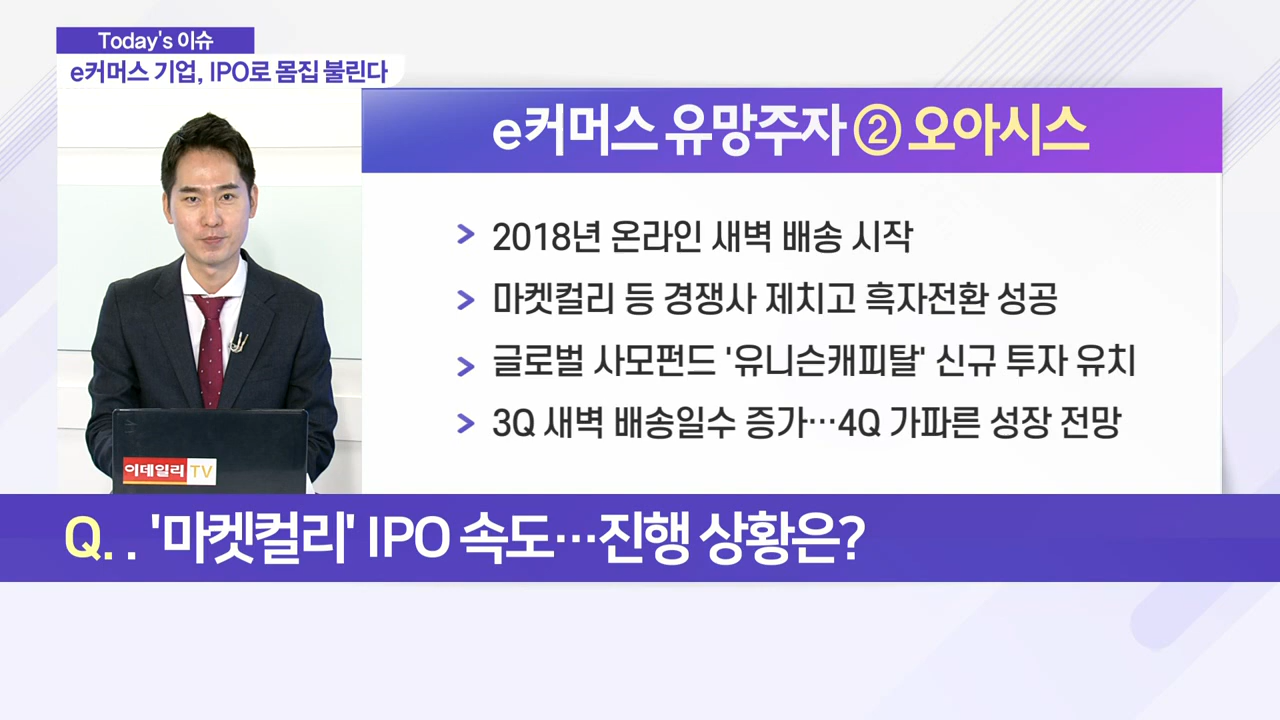 Today's 이슈
e커머스 기업, IPO로 몸집 불린다
e커머스 유망주자 ② 오아시스
> 2018년 온라인 새벽 배송 시작
> 마켓컬리 등 경쟁사 제치고 흑자전환 성공
> 글로벌 사모펀드 '유니슨캐피탈' 신규 투자 유치
> 3Q 새벽 배송일수 증가…4Q 가파른 성장 전망
이데일리 TV
Q. . '마켓컬리' IPO 속도…진행 상황은?